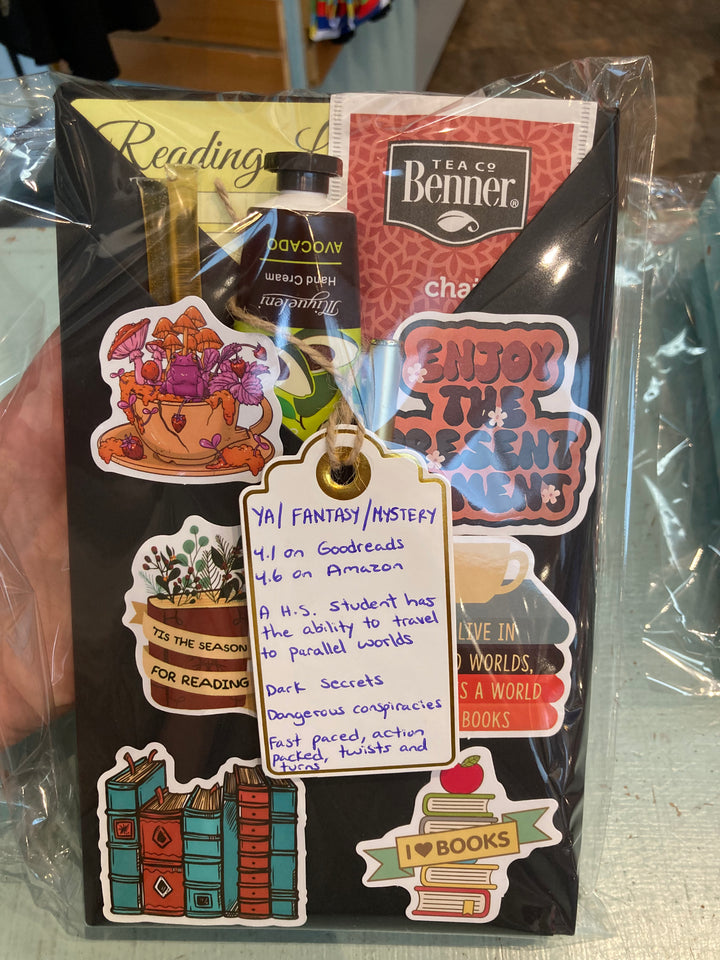 Reading
TEA CO
Benner®
AVOCADO
Hand Cream
chai
ENJOY
THE
PRESENT
MENT
YA/ FANTASY/MYSTERY
4.1 on Goodreads
4.6 on Amazon
A H.S. Student has
the ability to travel
to parallel worlds
Dark Secrets
Dangerous conspiracies
Fast paced, action
packed, twists and
turns
'TIS THE SEASON
FOR READING
LIVE IN
WORLDS,
S A WORLD
BOOKS
I ♥ BOOKS